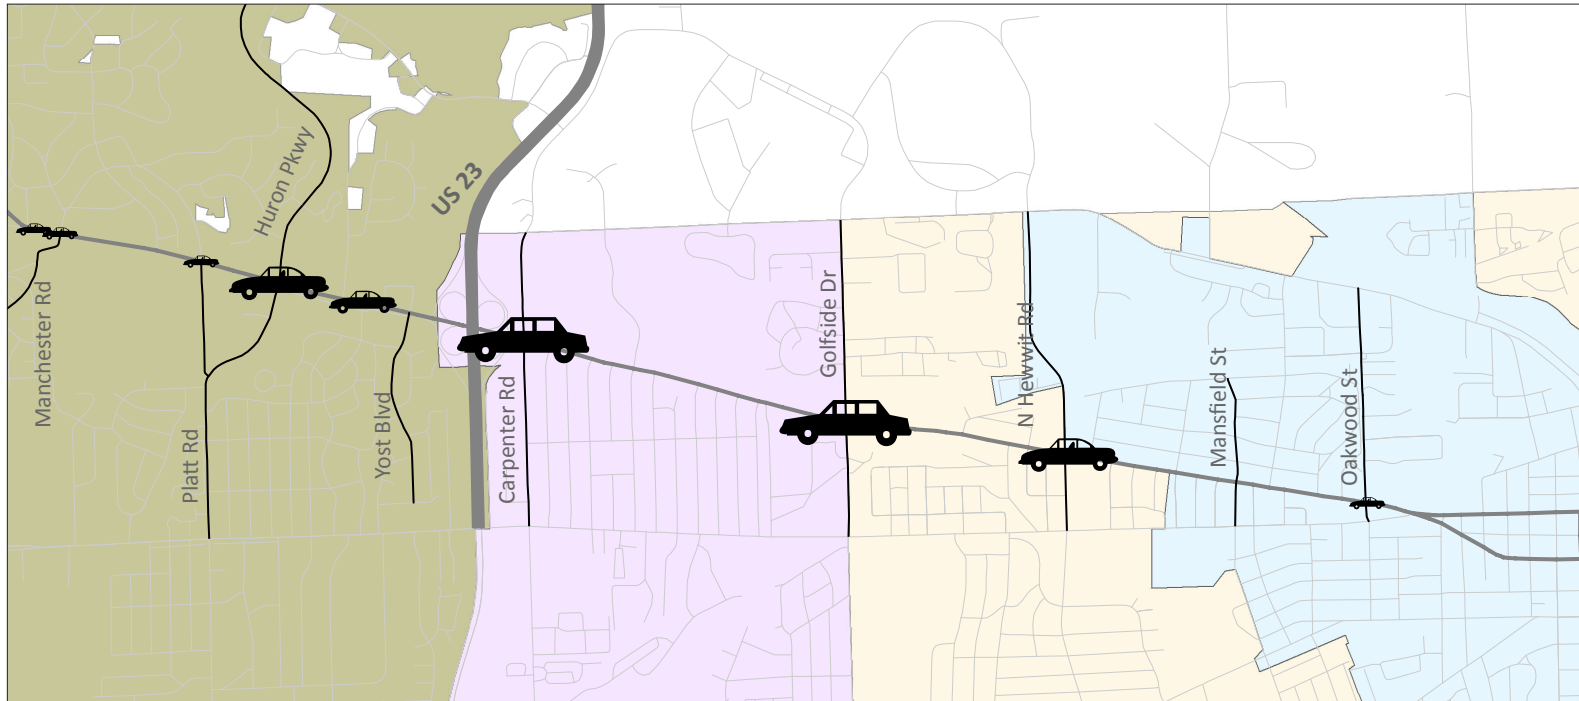 Manchester Rd
Platt Rd
Huron Pkwy
Yost Blvd
US 23
Carpenter Rd
Golfside Dr
N Hewwit Rd
Mansfield St
Oakwood St